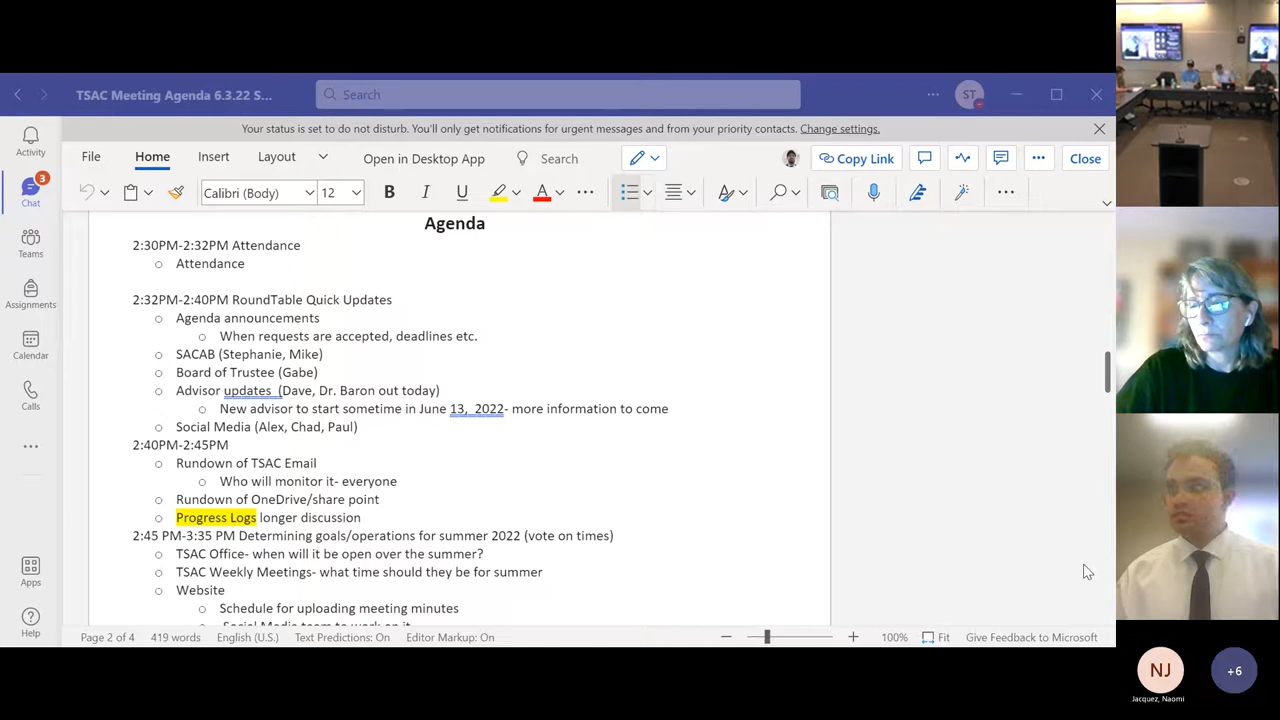 TSAC Meeting Agenda 6.3.22 S...
Search
ST
Your status is set to do not disturb. You'll only get notifications for urgent messages and from your priority contacts. Change settings.
Activity
3
Chat
Teams
Assignments
Calendar
Calls
Apps
Help
File Home Insert Layout Open in Desktop App Search Copy Link Close
Calibri (Body) 12 B I U A
Agenda
2:30PM-2:32PM Attendance
Attendance
2:32PM-2:40PM RoundTable Quick Updates
Agenda announcements
When requests are accepted, deadlines etc.
SACAB (Stephanie, Mike)
Board of Trustee (Gabe)
Advisor updates (Dave, Dr. Baron out today)
New advisor to start sometime in June 13, 2022- more information to come
Social Media (Alex, Chad, Paul)
2:40PM-2:45PM
Rundown of TSAC Email
Who will monitor it- everyone
Rundown of OneDrive/share point
Progress Logs longer discussion
2:45 PM-3:35 PM Determining goals/operations for summer 2022 (vote on times)
TSAC Office- when will it be open over the summer?
TSAC Weekly Meetings- what time should they be for summer
Website
Schedule for uploading meeting minutes
Social Media team to work on it
Page 2 of 4 419 words English (U.S.) Text Predictions: On Editor Markup: On 100% Fit Give Feedback to Microsoft
NJ
+6
Jacquez, Naomi